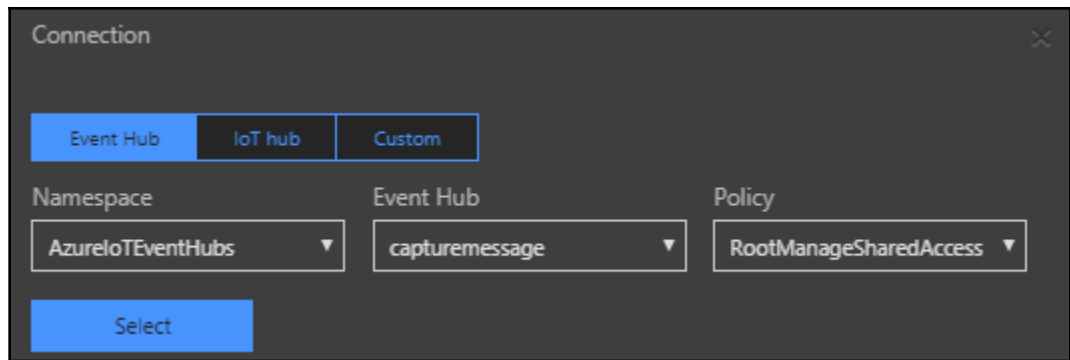 Connection
Event Hub IoT hub Custom
Namespace Event Hub Policy
AzureIoTEventHubs capturemessage RootManageSharedAccess
Select